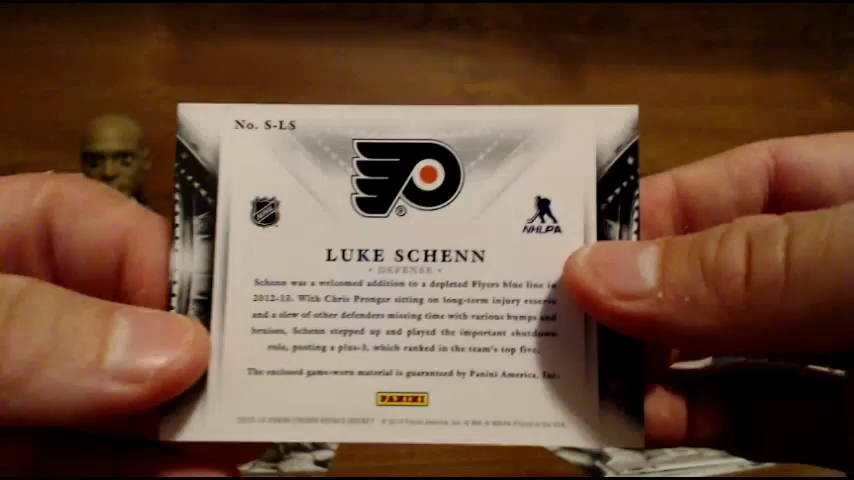 No. S-LS
NHL
NHLPA
LUKE SCHENN
• DEFENSE •
Schenn was a welcomed addition to a depleted Flyers blue line in
2012-13. With Chris Pronger sitting on long-term injury reserve
and a slew of other defenders missing time with various bumps and
bruises, Schenn stepped up and played the important shutdown
role, posting a plus-3, which ranked in the team's top five.
The enclosed game-worn material is guaranteed by Panini America, Inc.
PANINI